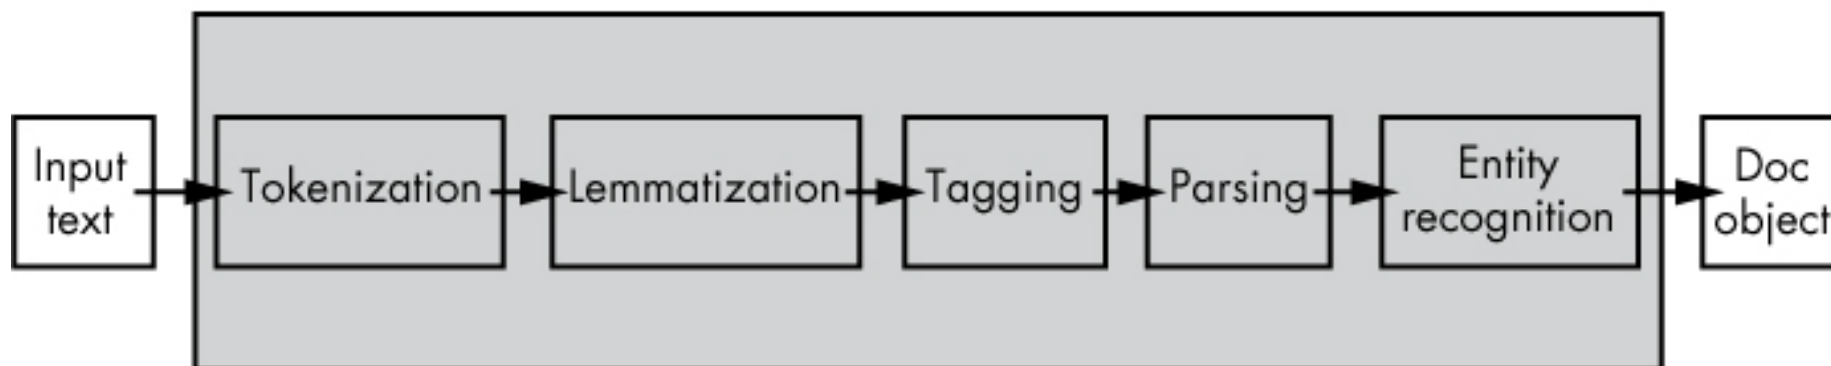 Input
text
Tokenization
Lemmatization
Tagging
Parsing
Entity
recognition
Doc
object